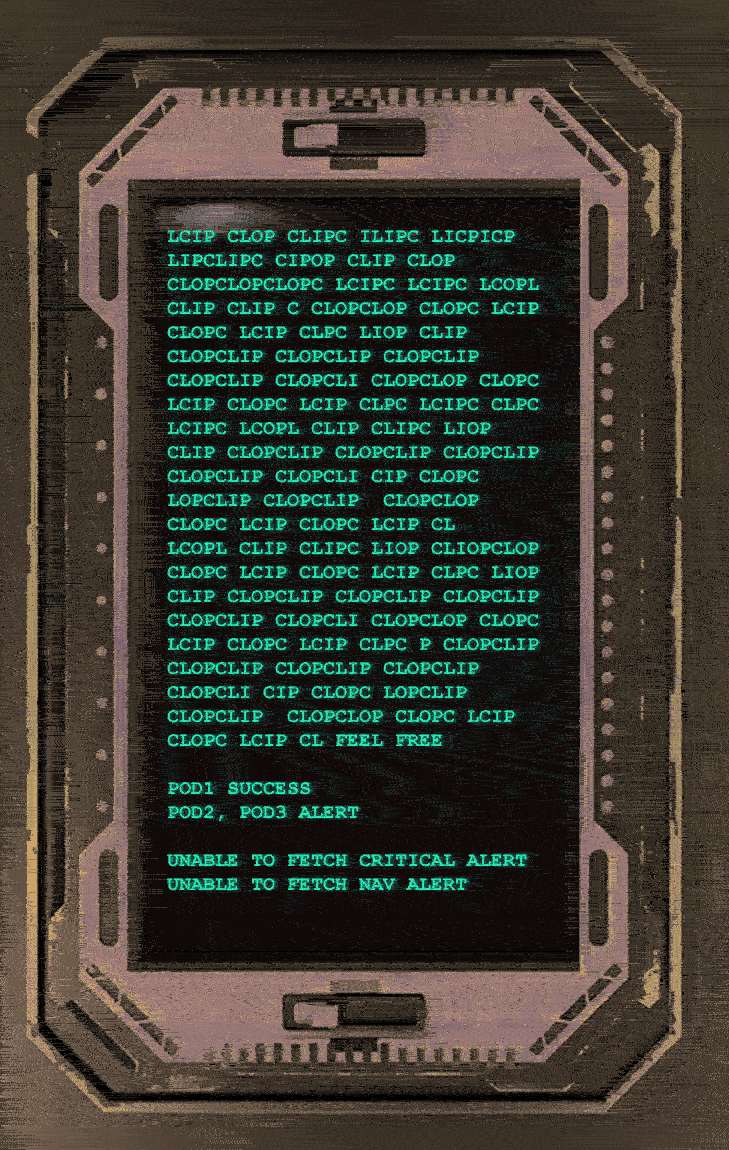 LCIP CLOP CLIPC ILIPC LICPICP
LIPCLIPC CIPOP CLIP CLOP
CLOPCLOPCLOPC LCIPC LCIPC LCOPL
CLIP CLIP C CLOPCLOP CLOPC LCIP
CLOPC LCIP CLPC LIOP CLIP
CLOPCLIP CLOPCLIP CLOPCLIP
CLOPCLIP CLOPCLI CLOPCLOP CLOPC
LCIP CLOPC LCIP CLPC LCIPC CLPC
LCIPC LCOPL CLIP CLIPC LIOP
CLIP CLOPCLIP CLOPCLIP CLOPCLIP
CLOPCLIP CLOPCLI CIP CLOPC
LOPCLIP CLOPCLIP  CLOPCLOP
CLOPC LCIP CLOPC LCIP CL
LCOPL CLIP CLIPC LIOP CLIOPCLOP
CLOPC LCIP CLOPC LCIP CLPC LIOP
CLIP CLOPCLIP CLOPCLIP CLOPCLIP
CLOPCLIP CLOPCLI CLOPCLOP CLOPC
LCIP CLOPC LCIP CLPC P CLOPCLIP
CLOPCLIP CLOPCLIP CLOPCLIP
CLOPCLI CIP CLOPC LOPCLIP
CLOPCLIP  CLOPCLOP CLOPC LCIP
CLOPC LCIP CL FEEL FREE
POD1 SUCCESS
POD2, POD3 ALERT
UNABLE TO FETCH CRITICAL ALERT
UNABLE TO FETCH NAV ALERT